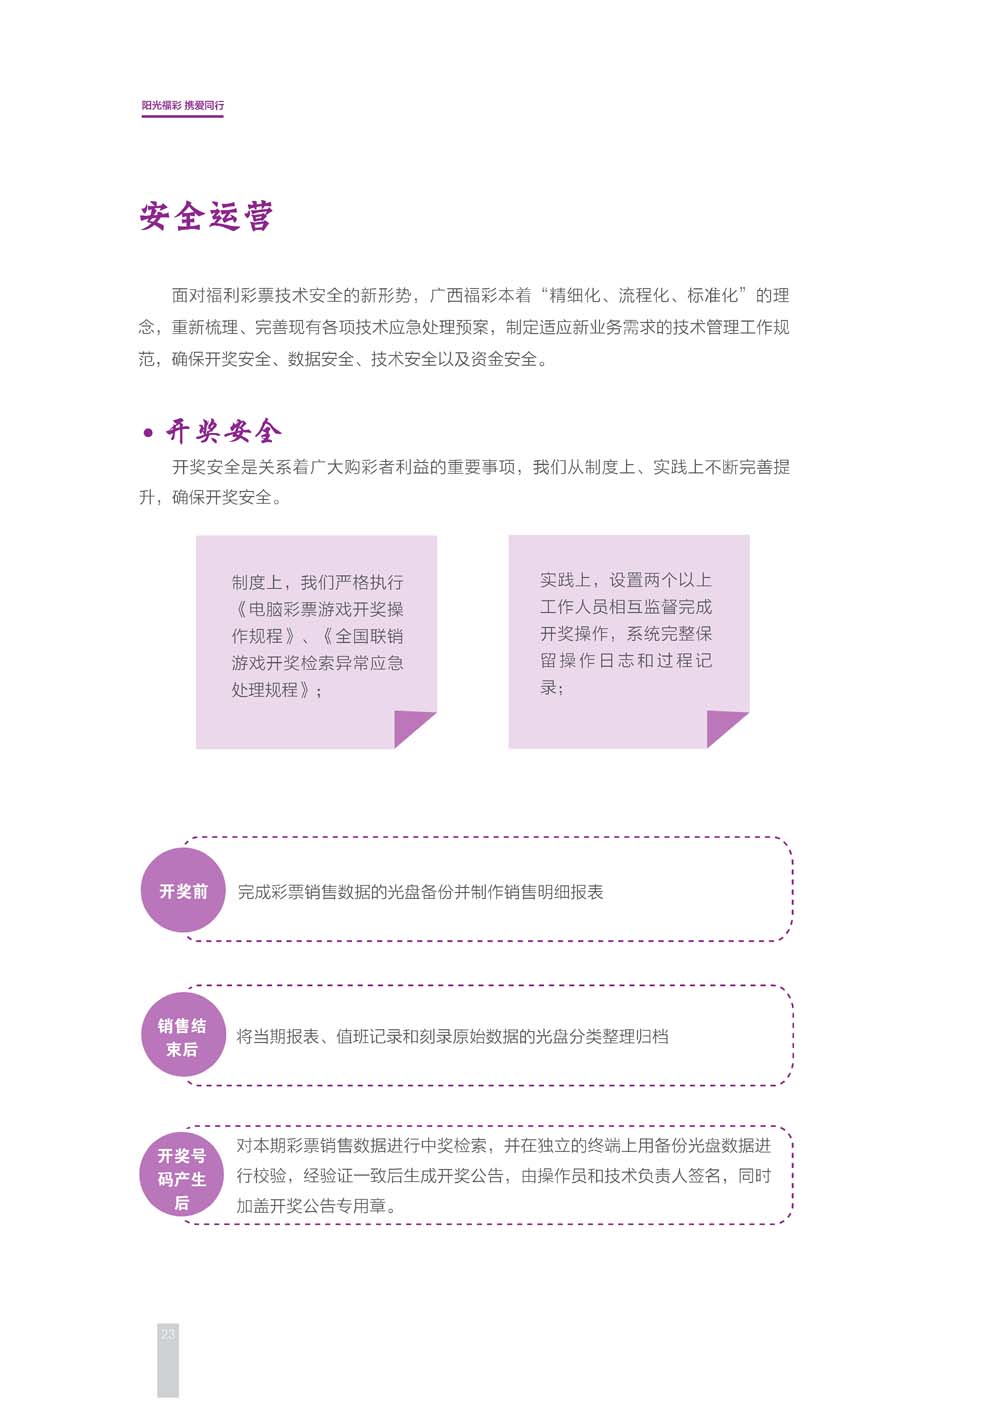 阳光福彩 携爱同行
安全运营
面对福利彩票技术安全的新形势，广西福彩本着“精细化、流程化、标准化”的理
念，重新梳理、完善现有各项技术应急处理预案，制定适应新业务需求的技术管理工作规
范，确保开奖安全、数据安全、技术安全以及资金安全。
• 开奖安全
开奖安全是关系着广大购彩者利益的重要事项，我们从制度上、实践上不断完善提
升，确保开奖安全。
制度上，我们严格执行
《电脑彩票游戏开奖操
作规程》、《全国联销
游戏开奖检索异常应急
处理规程》；
实践上，设置两个以上
工作人员相互监督完成
开奖操作，系统完整保
留操作日志和过程记
录；
开奖前
完成彩票销售数据的光盘备份并制作销售明细报表
销售结
束后
将当期报表、值班记录和刻录原始数据的光盘分类整理归档
开奖号
码产生
后
对本期彩票销售数据进行中奖检索，并在独立的终端上用备份光盘数据进
行校验，经验证一致后生成开奖公告，由操作员和技术负责人签名，同时
加盖开奖公告专用章。
23